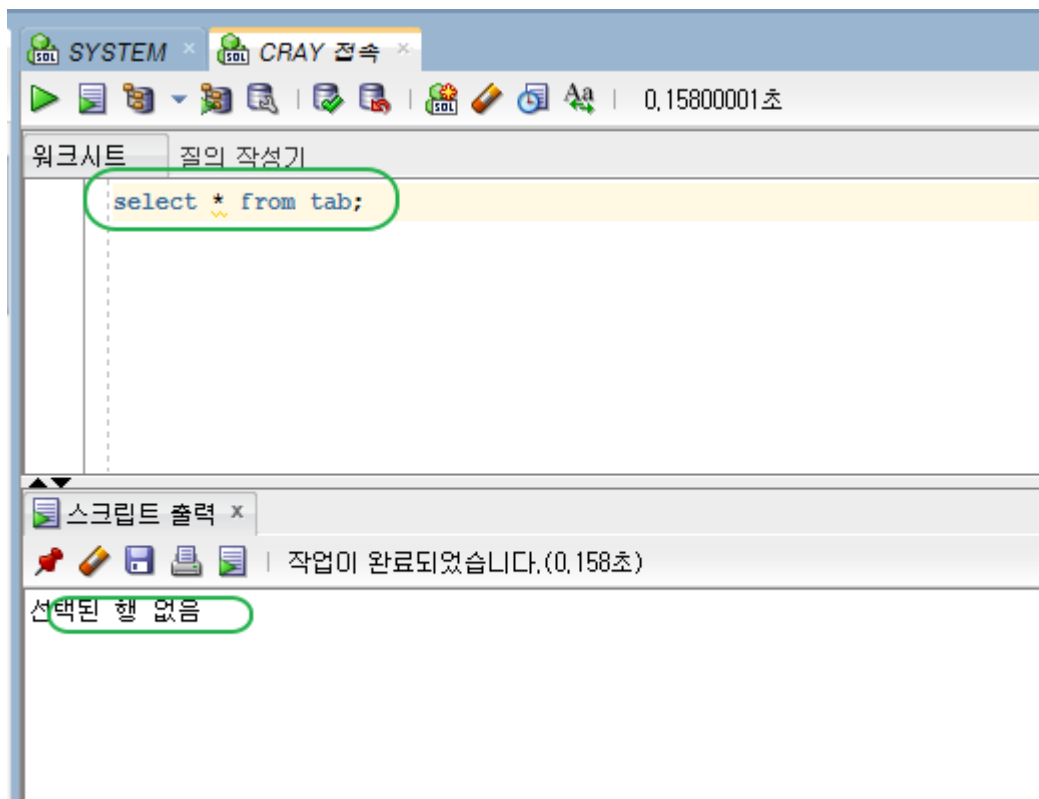 SYSTEM
CRAY 접속
0,15800001초
워크시트
질의 작성기
select * from tab;
스크립트 출력
작업이 완료되었습니다.(0,158초)
선택된 행 없음